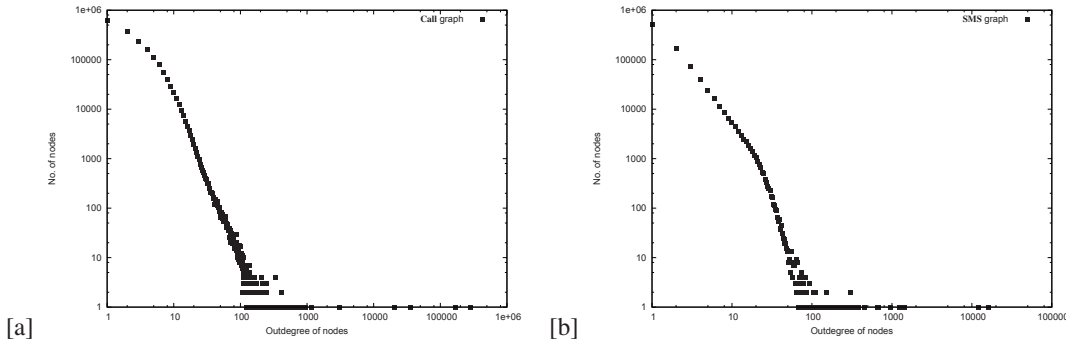 1e+06
100000
10000
1000
100
10
1
1 10 100 1000 10000 100000 1e+06
No. of nodes
Outdegree of nodes
Call graph
[a]
1e+06
100000
10000
1000
100
10
1
1 10 100 1000 10000 100000
No. of nodes
Outdegree of nodes
SMS graph
[b]